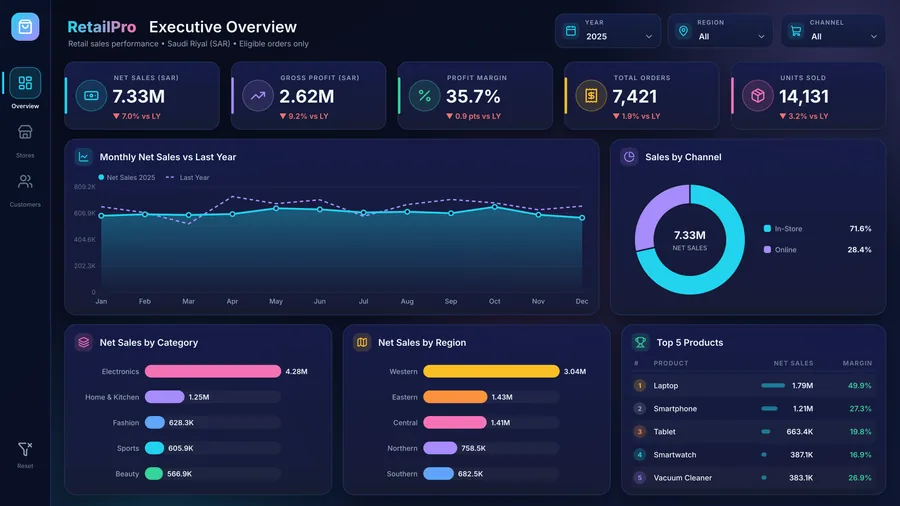 RetailPro Executive Overview
Retail sales performance • Saudi Riyal (SAR) • Eligible orders only
YEAR
2025
REGION
All
CHANNEL
All
Overview
Stores
Customers
Reset
NET SALES (SAR)
7.33M
▼ 7.0% vs LY
GROSS PROFIT (SAR)
2.62M
▼ 9.2% vs LY
PROFIT MARGIN
35.7%
▼ 0.9 pts vs LY
TOTAL ORDERS
7,421
▼ 1.9% vs LY
UNITS SOLD
14,131
▼ 3.2% vs LY
Monthly Net Sales vs Last Year
Net Sales 2025 Last Year
809.2K
606.9K
404.6K
202.3K
0
Jan Feb Mar Apr May Jun Jul Aug Sep Oct Nov Dec
Sales by Channel
7.33M
NET SALES
In-Store 71.6%
Online 28.4%
Net Sales by Category
Electronics 4.28M
Home & Kitchen 1.25M
Fashion 628.3K
Sports 605.9K
Beauty 566.9K
Net Sales by Region
Western 3.04M
Eastern 1.43M
Central 1.41M
Northern 758.5K
Southern 682.5K
Top 5 Products
# PRODUCT NET SALES MARGIN
1 Laptop 1.79M 49.9%
2 Smartphone 1.21M 27.3%
3 Tablet 663.4K 19.8%
4 Smartwatch 387.1K 16.9%
5 Vacuum Cleaner 383.1K 26.9%